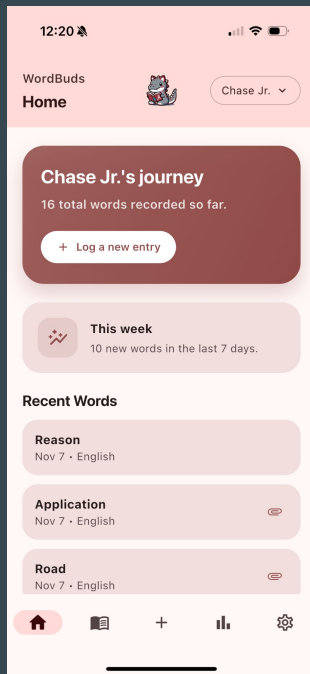 12:20
WordBuds
Home
Chase Jr.
Chase Jr.'s journey
16 total words recorded so far.
+ Log a new entry
This week
10 new words in the last 7 days.
Recent Words
Reason
Nov 7 • English
Application
Nov 7 • English
Road
Nov 7 • English